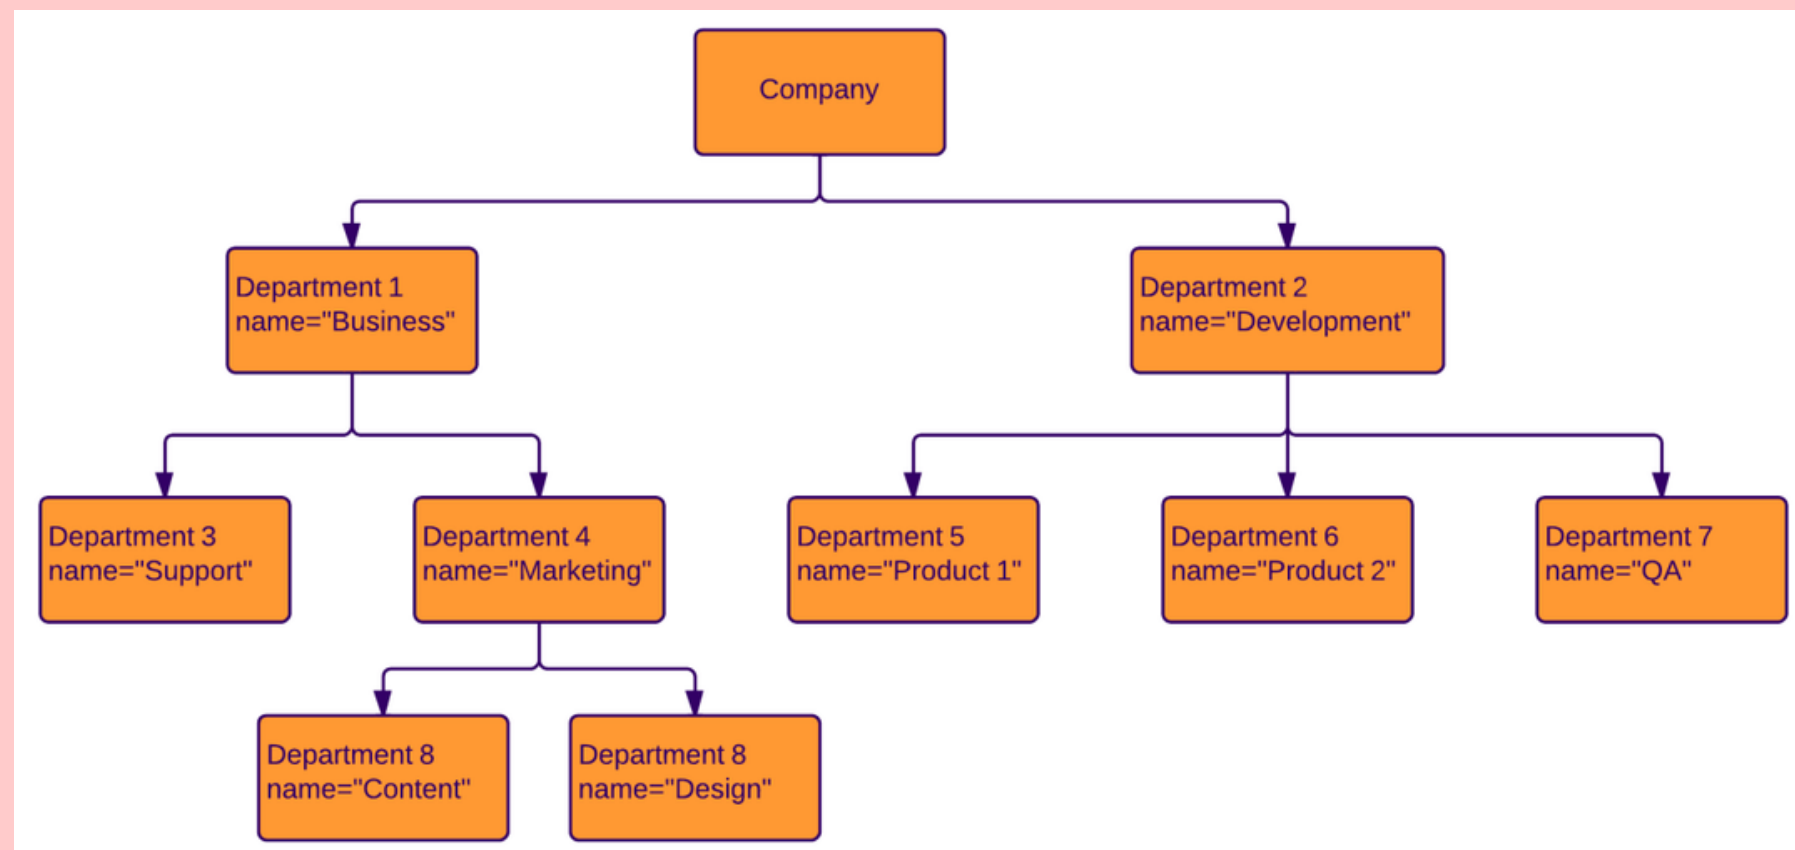 Company
Department 1
name="Business"
Department 2
name="Development"
Department 3
name="Support"
Department 4
name="Marketing"
Department 5
name="Product 1"
Department 6
name="Product 2"
Department 7
name="QA"
Department 8
name="Content"
Department 8
name="Design"